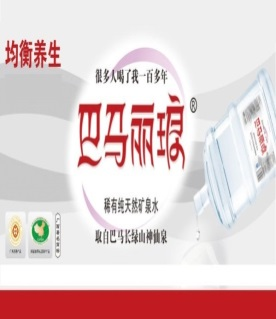 均衡养生
很多人喝了我一百多年
巴马丽琅®
稀有纯天然矿泉水
取自巴马长绿山神仙泉